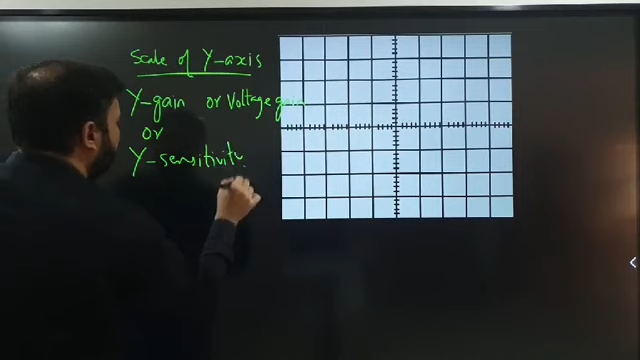 Scale of Y-axis
Y-gain or Voltage gain
or
Y-sensitivity